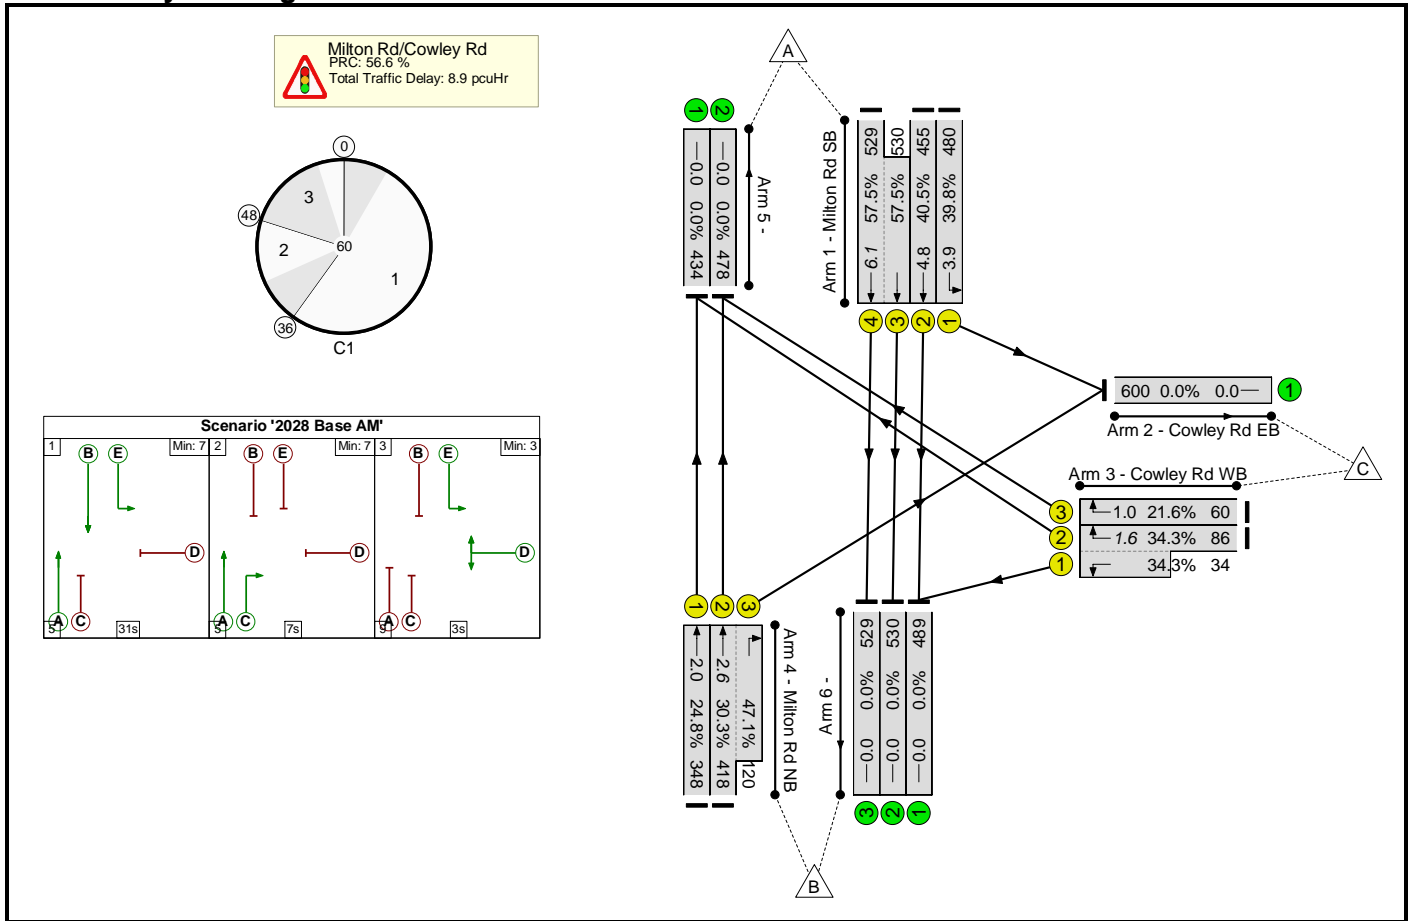 Milton Rd/Cowley Rd
PRC: 56.6 %
Total Traffic Delay: 8.9 pcuHr
0
48
36
3
2
1
60
C1
Scenario '2028 Base AM'
1
Min: 7
B
E
D
A
C
5
31s
2
Min: 7
B
E
D
A
C
5
7s
3
Min: 3
B
E
D
A
C
9
3s
A
1
2
0.0 0.0% 434
0.0 0.0% 478
Arm 5 -
Arm 1 - Milton Rd SB
6.1 57.5% 529
57.5% 530
4.8 40.5% 455
3.9 39.8% 480
4
3
2
1
600 0.0% 0.0
1
Arm 2 - Cowley Rd EB
C
Arm 3 - Cowley Rd WB
3
1.0 21.6% 60
2
1.6 34.3% 86
1
34.3% 34
1
2
3
2.0 24.8% 348
2.6 30.3% 418
47.1% 120
Arm 4 - Milton Rd NB
Arm 6 -
0.0 0.0% 529
0.0 0.0% 530
0.0 0.0% 489
3
2
1
B